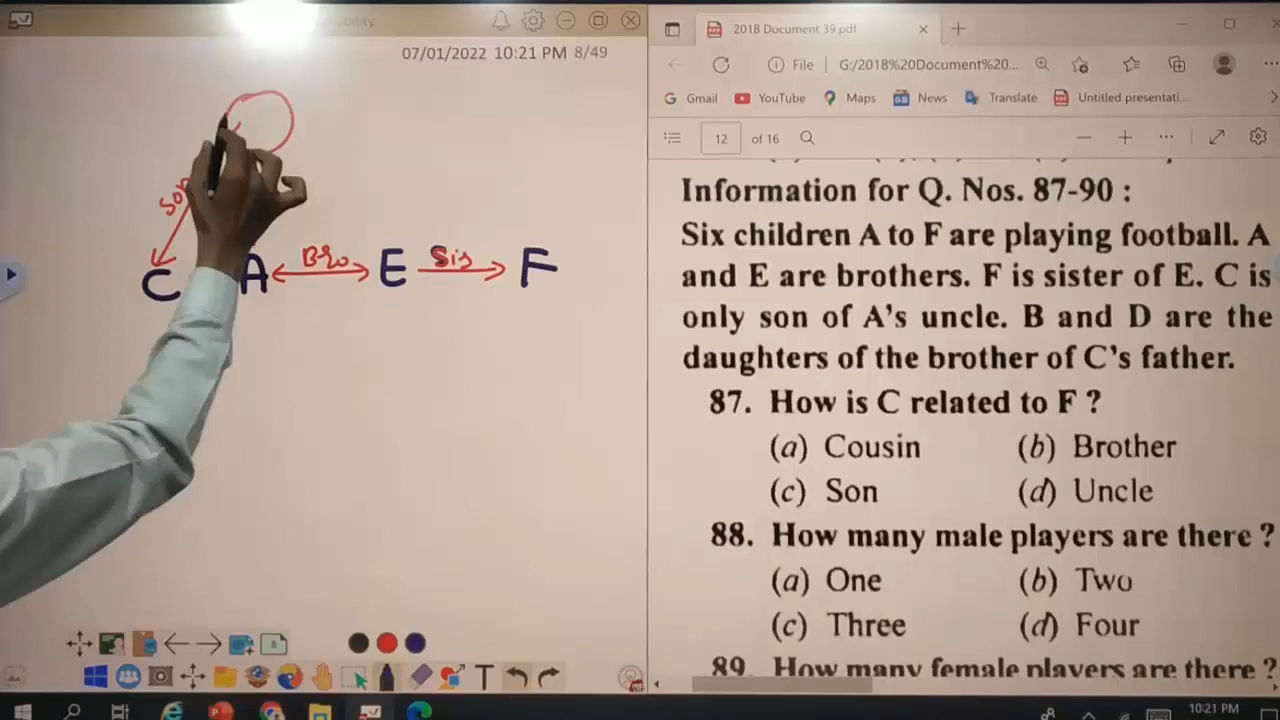 ability
07/01/2022 10:21 PM 8/49
Son
C A Bro E Sis F
2018 Document 39.pdf
File G:/2018%20Document%20...
Gmail YouTube Maps News Translate Untitled presentati...
12 of 16
Information for Q. Nos. 87-90 :
Six children A to F are playing football. A
and E are brothers. F is sister of E. C is
only son of A's uncle. B and D are the
daughters of the brother of C's father.
87. How is C related to F ?
(a) Cousin (b) Brother
(c) Son (d) Uncle
88. How many male players are there ?
(a) One (b) Two
(c) Three (d) Four
89. How many female players are there ?
T
10:21 PM